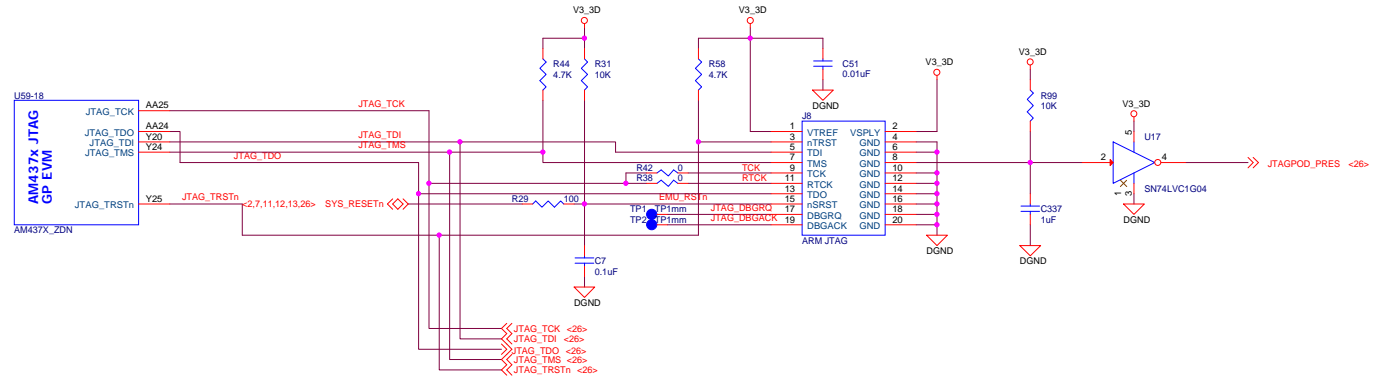 V3_3D
V3_3D
V3_3D
V3_3D
V3_3D
R44
4.7K
R31
10K
R58
4.7K
C51
0.01uF
DGND
R99
10K
U59-18
AM437x JTAG
GP EVM
JTAG_TCK
JTAG_TDO
JTAG_TDI
JTAG_TMS
JTAG_TRSTn
AA25
AA24
Y20
Y24
Y25
AM437X_ZDN
JTAG_TCK
JTAG_TDI
JTAG_TMS
JTAG_TDO
JTAG_TRSTn
<2,7,11,12,13,26>
SYS_RESETn
R29
100
EMU_RSTn
R42
0
TCK
R38
0
RTCK
TP1
TP1mm
JTAG_DBGRQ
TP2
TP1mm
JTAG_DBGACK
C7
0.1uF
DGND
J8
1 VTREF VSPLY 2
3 nTRST GND 4
5 TDI GND 6
7 TMS GND 8
9 TCK GND 10
11 RTCK GND 12
13 TDO GND 14
15 nSRST GND 16
17 DBGRQ GND 18
19 DBGACK GND 20
ARM JTAG
DGND
C337
1uF
DGND
U17
5
2
4
1
3
SN74LVC1G04
DGND
JTAGPOD_PRES <26>
JTAG_TCK <26>
JTAG_TDI <26>
JTAG_TDO <26>
JTAG_TMS <26>
JTAG_TRSTn <26>